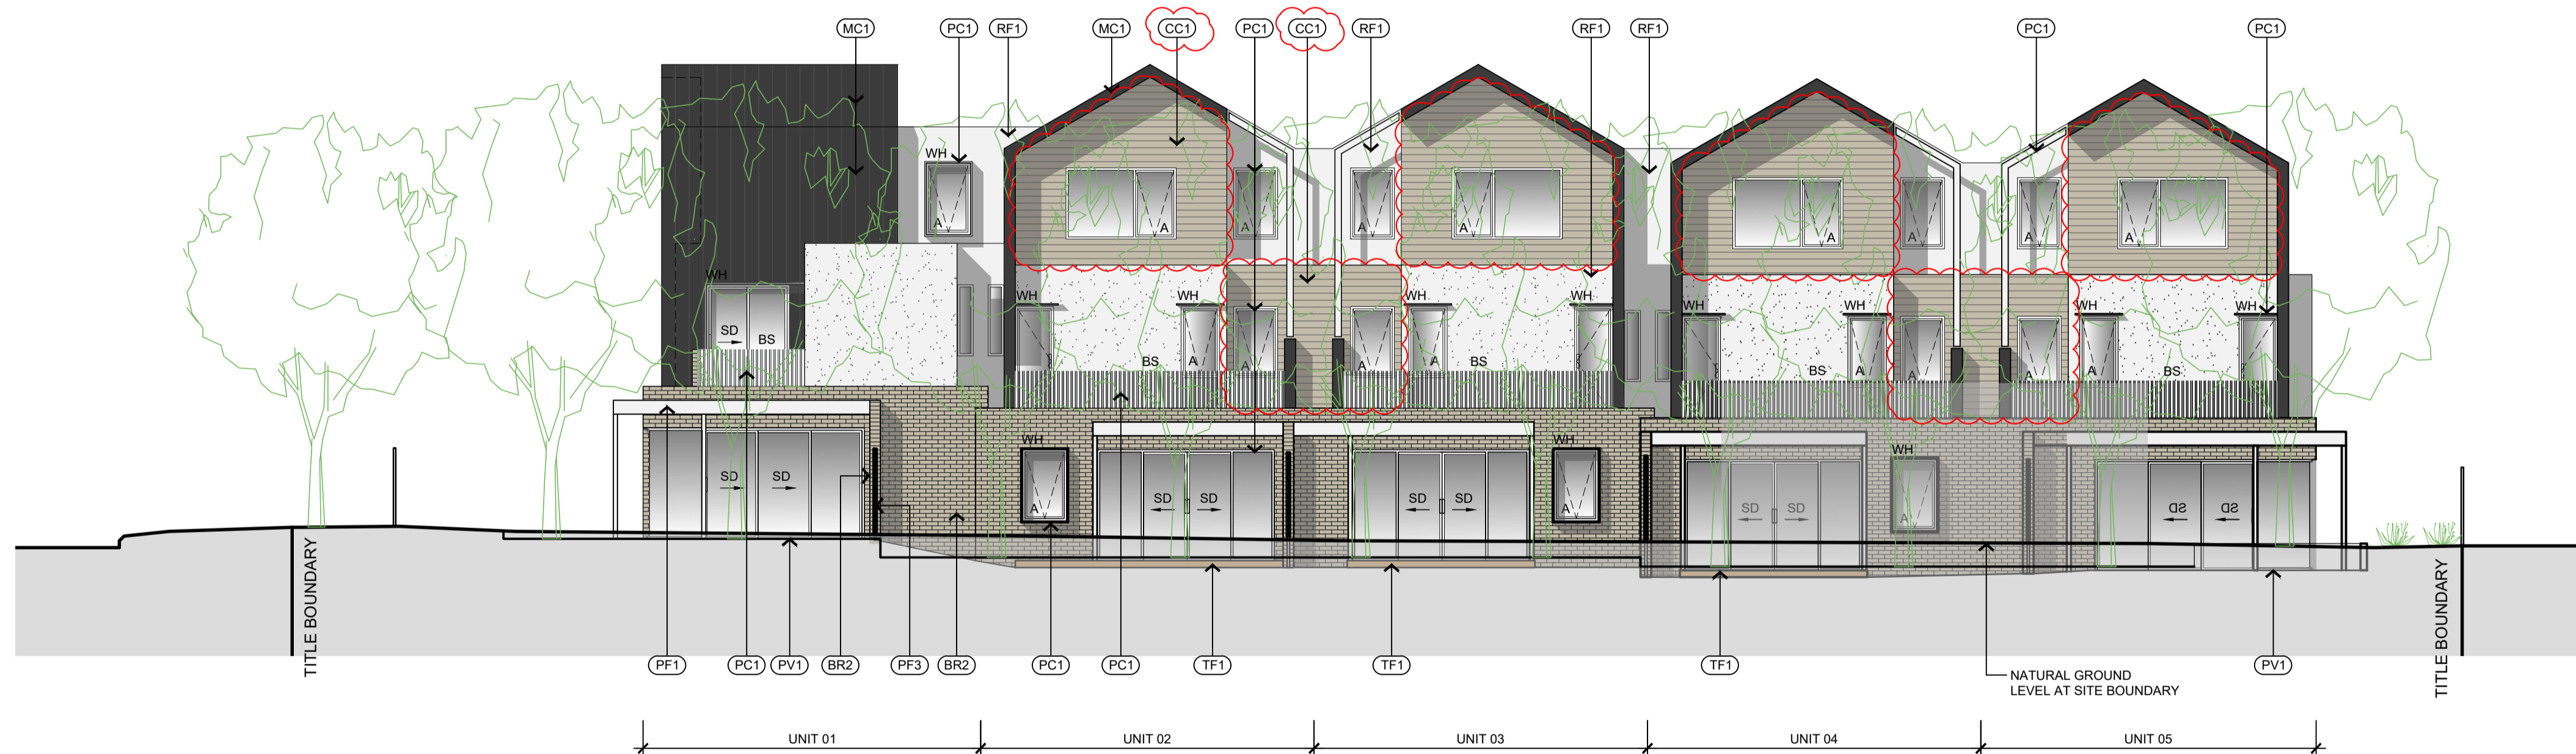 MC1 PC1 RF1 MC1 CC1 PC1 CC1 RF1 RF1 RF1 PC1 PC1
WH
A
A A A A A A A A
WH
WH WH WH WH WH WH WH WH
SD BS
BS A A A A BS BS A A A A BS
WH WH WH
SD SD SD SD SD SD SD SD SD SD
A A A
TITLE BOUNDARY
TITLE BOUNDARY
PF1 PC1 PV1 BR2 PF3 BR2 PC1 PC1 TF1 TF1 TF1 PV1
NATURAL GROUND
LEVEL AT SITE BOUNDARY
UNIT 01 UNIT 02 UNIT 03 UNIT 04 UNIT 05